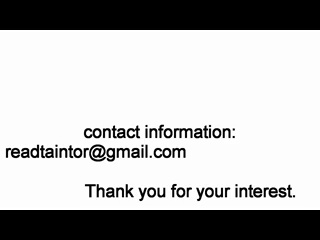 contact information:
readtaintor@gmail.com
Thank you for your interest.